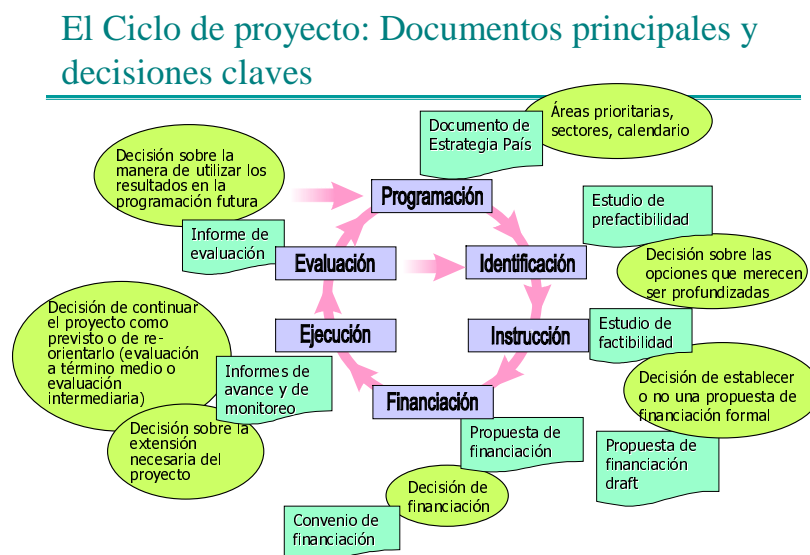 El Ciclo de proyecto: Documentos principales y
decisiones claves
Áreas prioritarias,
sectores, calendario
Documento de
Estrategia País
Decisión sobre la
manera de utilizar los
resultados en la
programación futura
Programación
Estudio de
prefactibilidad
Informe de
evaluación
Evaluación
Identificación
Decisión sobre las
opciones que merecen
ser profundizadas
Decisión de continuar
el proyecto como
previsto o de re-
orientarlo (evaluación
a término medio o
evaluación
intermediaria)
Ejecución
Instrucción
Estudio de
factibilidad
Informes de
avance y de
monitoreo
Financiación
Decisión de establecer
o no una propuesta de
financiación formal
Decisión sobre la
extensión
necesaria del
proyecto
Propuesta de
financiación
Propuesta de
financiación
draft
Decisión de
financiación
Convenio de
financiación